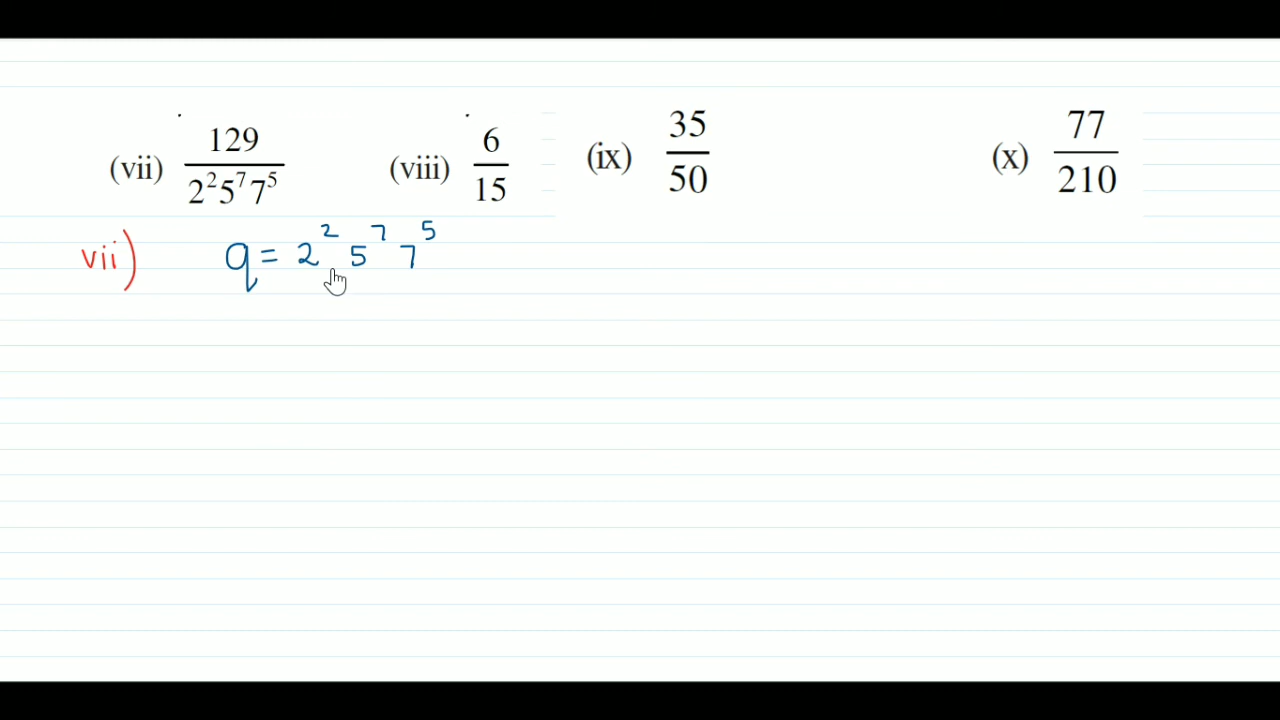 (vii) 129/2²5⁷7⁵ (viii) 6/15 (ix) 35/50 (x) 77/210
vii) q = 2² 5⁷ 7⁵